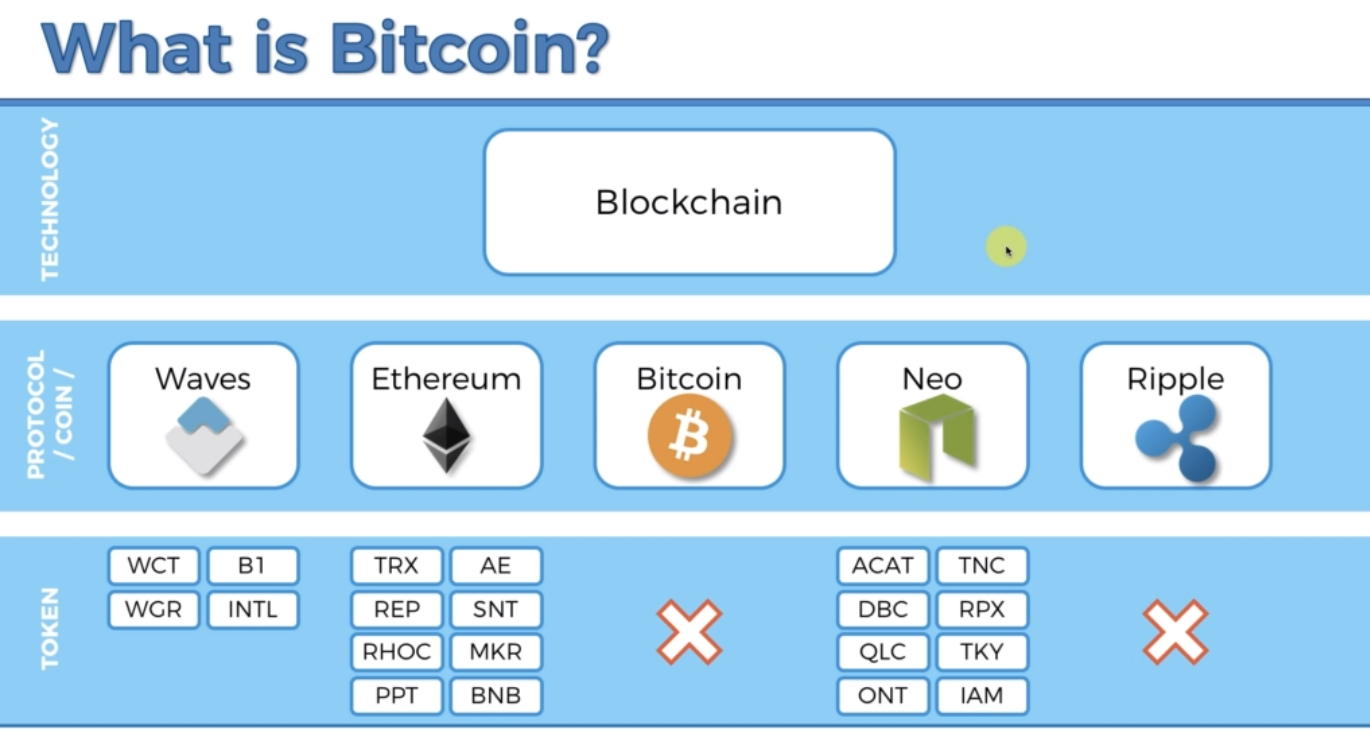 What is Bitcoin?
TECHNOLOGY
Blockchain
PROTOCOL
/ COIN /
Waves
Ethereum
Bitcoin
Neo
Ripple
TOKEN
WCT B1
WGR INTL
TRX AE
REP SNT
RHOC MKR
PPT BNB
ACAT TNC
DBC RPX
QLC TKY
ONT IAM